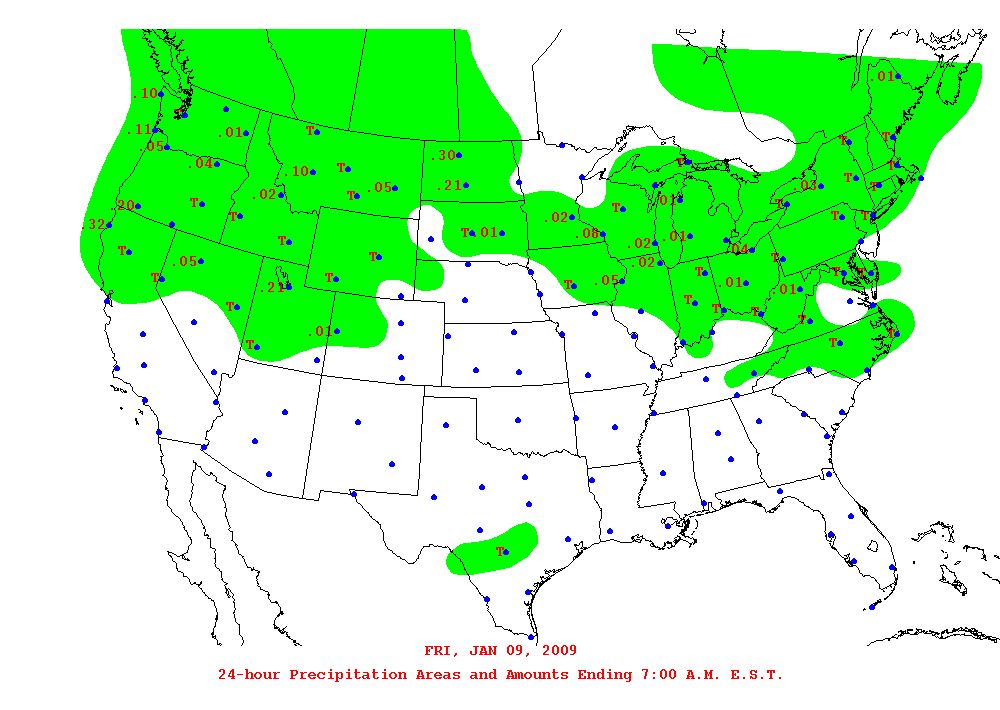 .01
.10
.11 .01 T T T
.05 .30
.04 .10 T T T
.02 .05 .21 .03 T
.20 T T .02 T .01 T T T
.32 T .08 .01
T T T .01 .02 .04
.05 T .02 T
T T T T .05 .01 .01 T T
.21
T T T T T
.01 T T
T T
T
FRI, JAN 09, 2009
24-hour Precipitation Areas and Amounts Ending 7:00 A.M. E.S.T.